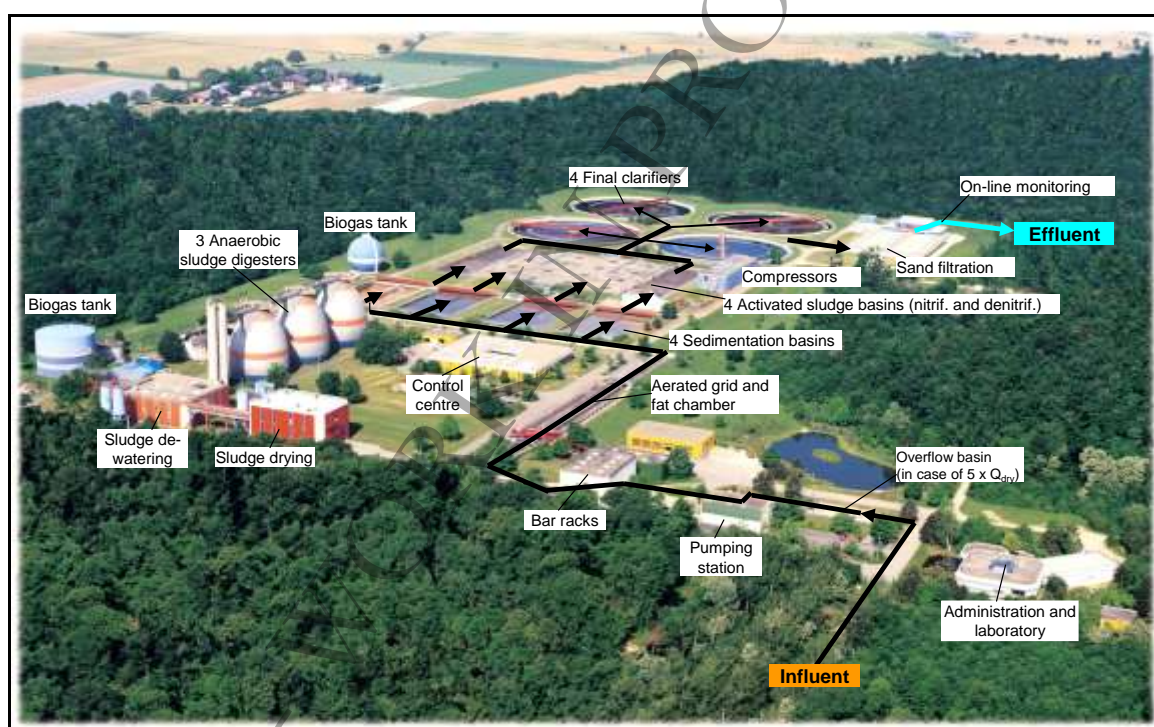 4 Final clarifiers
On-line monitoring
Biogas tank
3 Anaerobic
sludge digesters
Effluent
Sand filtration
Compressors
Biogas tank
4 Activated sludge basins (nitrif. and denitrif.)
4 Sedimentation basins
Control
centre
Aerated grid and
fat chamber
Sludge de-
watering
Sludge drying
Overflow basin
(in case of 5 x Qdry)
Bar racks
Pumping
station
Administration and
laboratory
Influent